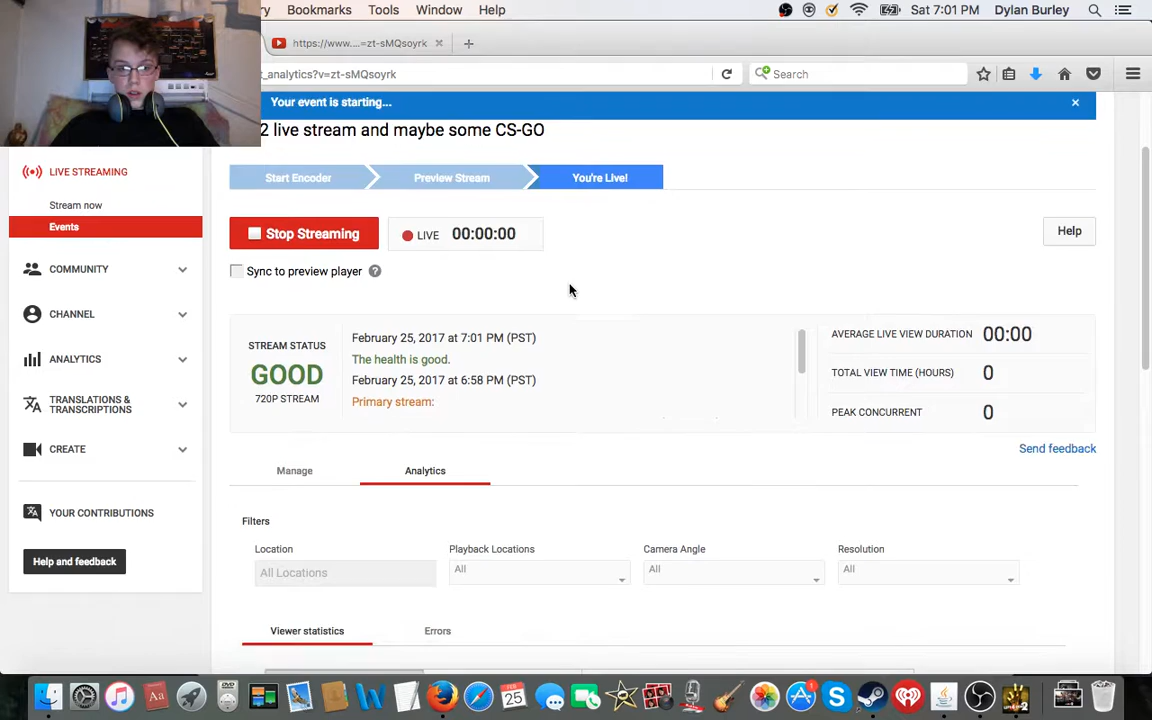 ry Bookmarks Tools Window Help Sat 7:01 PM Dylan Burley
https://www....=zt-sMQsoyrk
_analytics?v=zt-sMQsoyrk Search
Your event is starting...
2 live stream and maybe some CS-GO
LIVE STREAMING
Stream now
Events
COMMUNITY
CHANNEL
ANALYTICS
TRANSLATIONS &
TRANSCRIPTIONS
CREATE
YOUR CONTRIBUTIONS
Help and feedback
Start Encoder Preview Stream You're Live!
Stop Streaming LIVE 00:00:00 Help
Sync to preview player ?
STREAM STATUS
GOOD
720P STREAM
February 25, 2017 at 7:01 PM (PST)
The health is good.
February 25, 2017 at 6:58 PM (PST)
Primary stream:
AVERAGE LIVE VIEW DURATION 00:00
TOTAL VIEW TIME (HOURS) 0
PEAK CONCURRENT 0
Send feedback
Manage Analytics
Filters
Location Playback Locations Camera Angle Resolution
All Locations All All All
Viewer statistics Errors
FEB
25